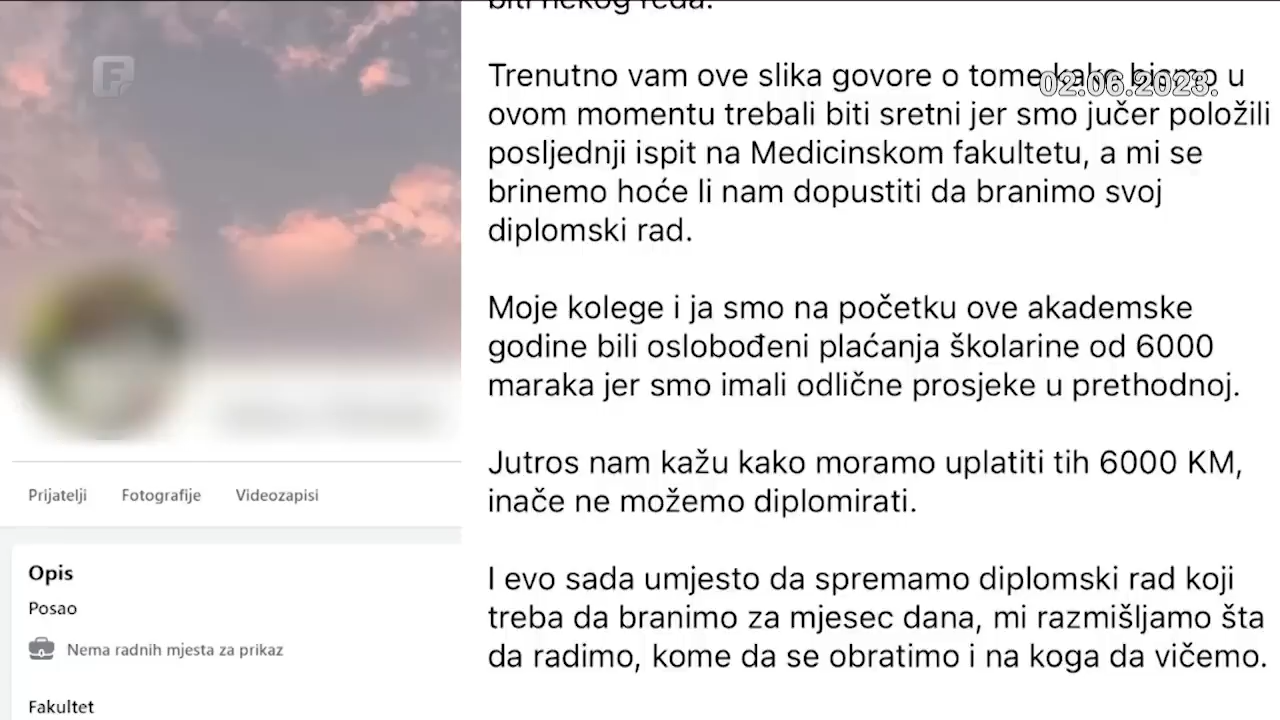 biti nekog reda.
02.06.2023.
Trenutno vam ove slika govore o tome kako bismo u
ovom momentu trebali biti sretni jer smo jučer položili
posljednji ispit na Medicinskom fakultetu, a mi se
brinemo hoće li nam dopustiti da branimo svoj
diplomski rad.
Moje kolege i ja smo na početku ove akademske
godine bili oslobođeni plaćanja školarine od 6000
maraka jer smo imali odlične prosjeke u prethodnoj.
Jutros nam kažu kako moramo uplatiti tih 6000 KM,
inače ne možemo diplomirati.
I evo sada umjesto da spremamo diplomski rad koji
treba da branimo za mjesec dana, mi razmišljamo šta
da radimo, kome da se obratimo i na koga da vičemo.
F
Prijatelji Fotografije Videozapisi
Opis
Posao
Nema radnih mjesta za prikaz
Fakultet